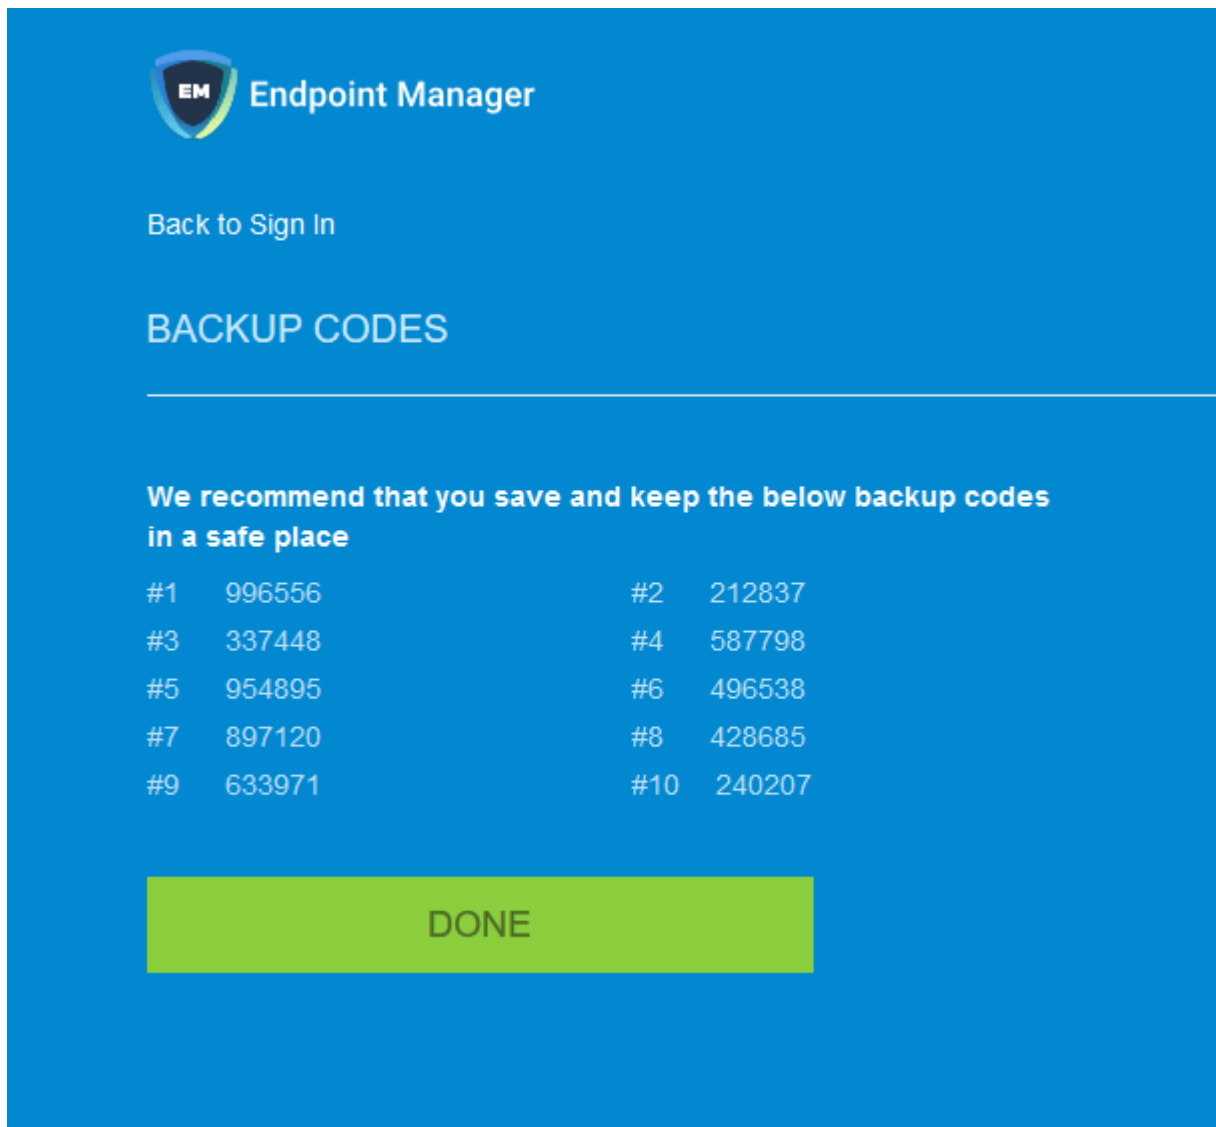 EM Endpoint Manager
Back to Sign In
BACKUP CODES
We recommend that you save and keep the below backup codes
in a safe place
#1 996556 #2 212837
#3 337448 #4 587798
#5 954895 #6 496538
#7 897120 #8 428685
#9 633971 #10 240207
DONE